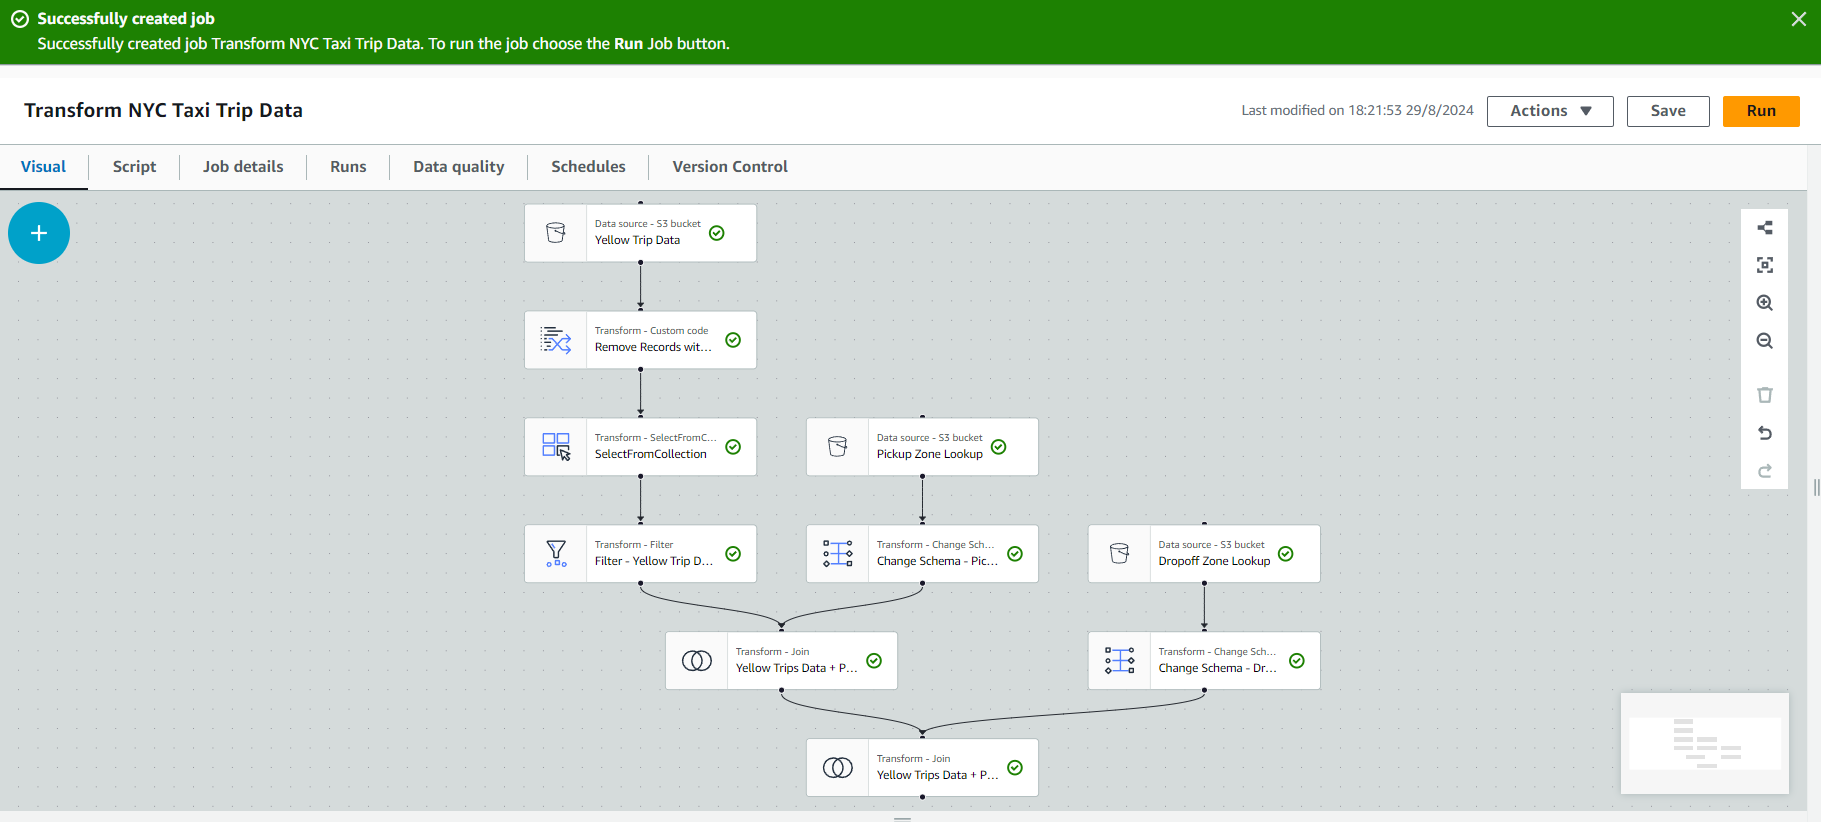 Successfully created job
Successfully created job Transform NYC Taxi Trip Data. To run the job choose the Run Job button.
Transform NYC Taxi Trip Data
Last modified on 18:21:53 29/8/2024
Actions
Save
Run
Visual
Script
Job details
Runs
Data quality
Schedules
Version Control
Data source - S3 bucket
Yellow Trip Data
Transform - Custom code
Remove Records wit...
Transform - SelectFromC...
SelectFromCollection
Data source - S3 bucket
Pickup Zone Lookup
Transform - Filter
Filter - Yellow Trip D...
Transform - Change Sch...
Change Schema - Pic...
Data source - S3 bucket
Dropoff Zone Lookup
Transform - Join
Yellow Trips Data + P...
Transform - Change Sch...
Change Schema - Dr...
Transform - Join
Yellow Trips Data + P...